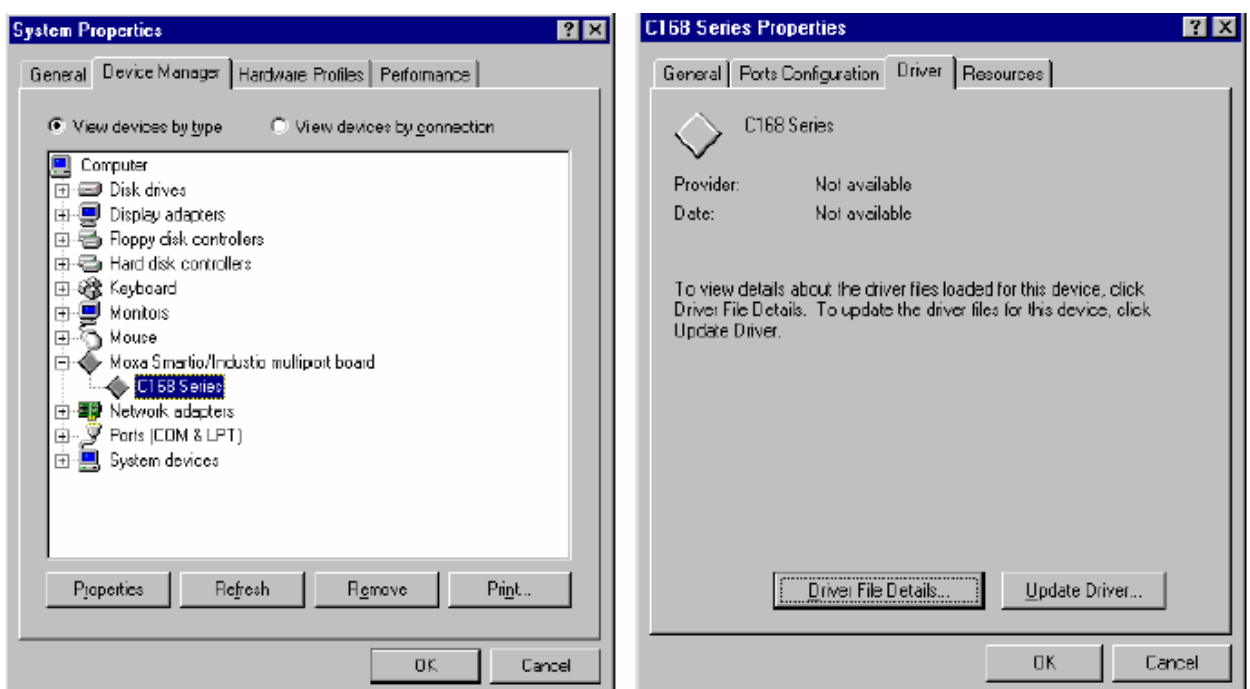 System Properties
General Device Manager Hardware Profiles Performance
View devices by type View devices by connection
Computer
Disk drives
Display adapters
Floppy disk controllers
Hard disk controllers
Keyboard
Monitors
Mouse
Moxa Smartio/Industio multiport board
C168 Series
Network adapters
Ports (COM & LPT)
System devices
Properties Refresh Remove Print...
OK Cancel
C168 Series Properties
General Ports Configuration Driver Resources
C168 Series
Provider: Not available
Date: Not available
To view details about the driver files loaded for this device, click
Driver File Details. To update the driver files for this device, click
Update Driver.
Driver File Details... Update Driver...
OK Cancel